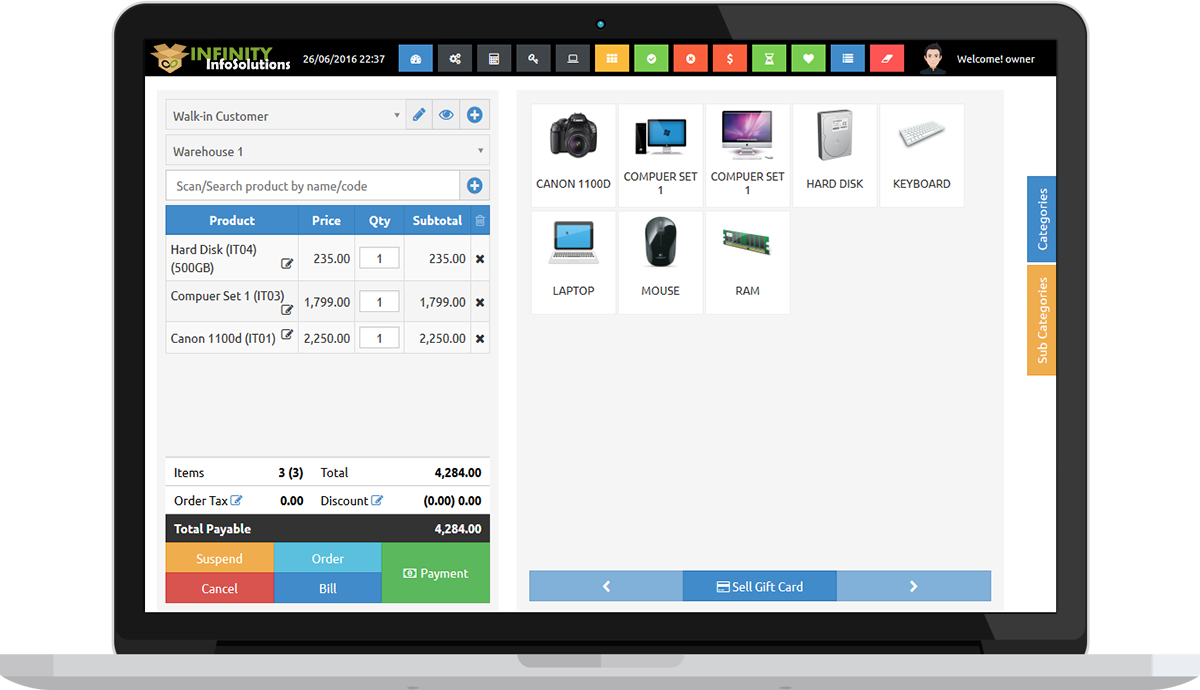 INFINITY
InfoSolutions
26/06/2016 22:37
Welcome! owner
Walk-in Customer
Warehouse 1
Scan/Search product by name/code
Product Price Qty Subtotal
Hard Disk (IT04)
(500GB) 235.00 1 235.00
Compuer Set 1 (IT03) 1,799.00 1 1,799.00
Canon 1100d (IT01) 2,250.00 1 2,250.00
Items 3 (3) Total 4,284.00
Order Tax 0.00 Discount (0.00) 0.00
Total Payable 4,284.00
Suspend Order
Payment
Cancel Bill
CANON 1100D
COMPUER SET
1
COMPUER SET
1
HARD DISK
KEYBOARD
LAPTOP
MOUSE
RAM
Sell Gift Card
Categories
Sub Categories